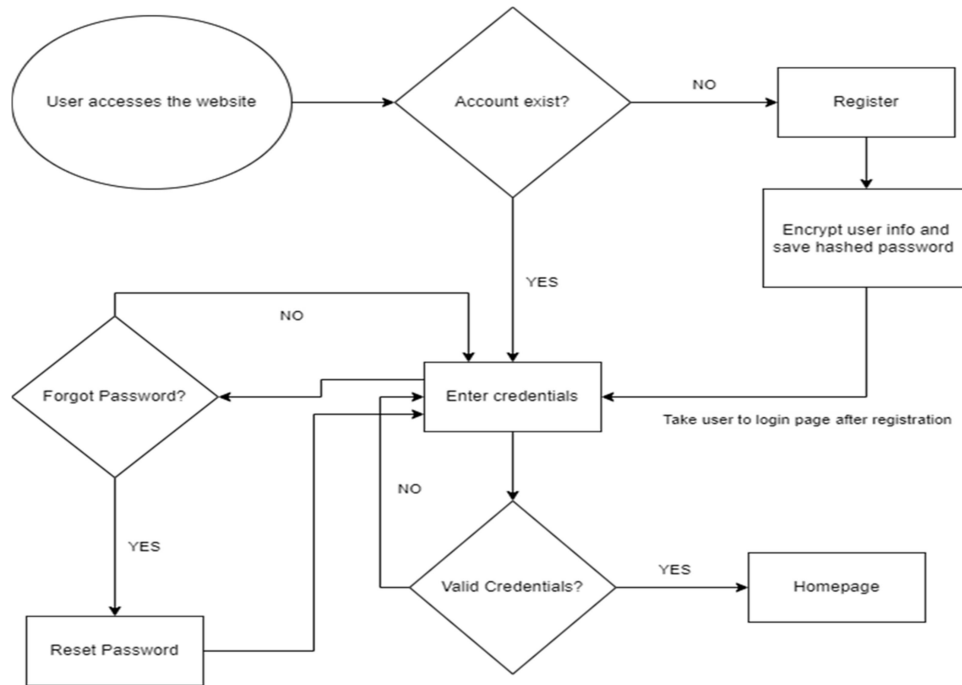 User accesses the website
Account exist?
NO
Register
Encrypt user info and
save hashed password
YES
NO
Forgot Password?
Enter credentials
Take user to login page after registration
NO
YES
Valid Credentials?
YES
Homepage
Reset Password